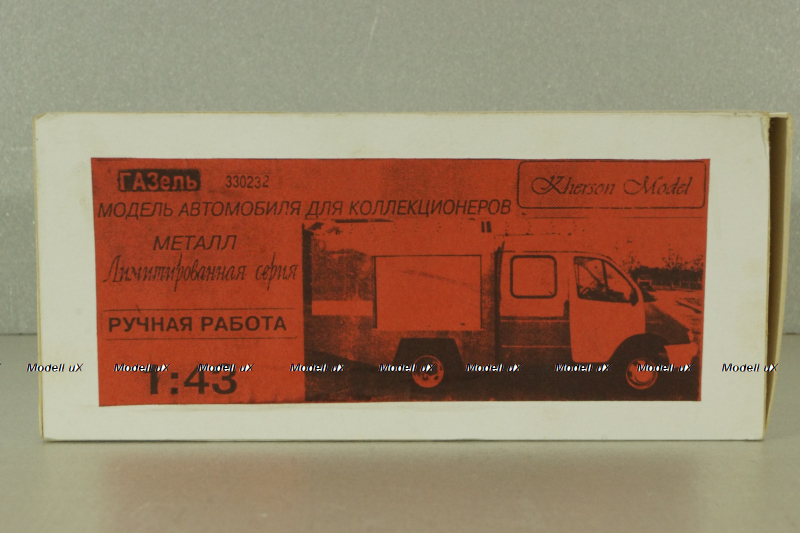 ГАЗель 330232
Kherson Model
МОДЕЛЬ АВТОМОБИЛЯ ДЛЯ КОЛЛЕКЦИОНЕРОВ
МЕТАЛЛ
Лимитированная серия
РУЧНАЯ РАБОТА
Modell uX Modell uX Modell uX Modell uX Modell uX Modell uX Modell uX Modell uX Modell uX
1:43